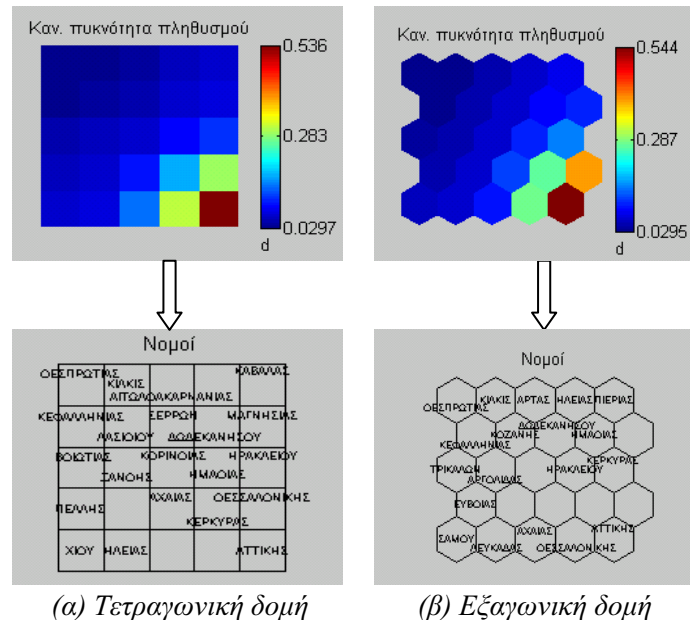 Καν. πυκνότητα πληθυσμού
0.536
0.283
0.0297
d
Καν. πυκνότητα πληθυσμού
0.544
0.287
0.0295
d
Νομοί
ΘΕΣΠΡΩΤΙΑΣ
ΚΑΒΑΛΑΣ
ΚΙΛΚΙΣ
ΑΙΤΩΛΟΑΚΑΡΝΑΝΙΑΣ
ΚΕΦΑΛΛΗΝΙΑΣ
ΣΕΡΡΩΝ
ΜΑΓΝΗΣΙΑΣ
ΛΑΣΙΘΙΟΥ
ΔΩΔΕΚΑΝΗΣΟΥ
ΒΟΙΩΤΙΑΣ
ΚΟΡΙΝΘΙΑΣ
ΗΡΑΚΛΕΙΟΥ
ΞΑΝΘΗΣ
ΗΜΑΘΙΑΣ
ΑΧΑΙΑΣ
ΘΕΣΣΑΛΟΝΙΚΗΣ
ΠΕΛΛΗΣ
ΚΕΡΚΥΡΑΣ
ΧΙΟΥ
ΗΛΕΙΑΣ
ΑΤΤΙΚΗΣ
Νομοί
ΘΕΣΠΡΩΤΙΑΣ
ΚΙΛΚΙΣ
ΑΡΤΑΣ
ΗΛΕΙΑΣ
ΠΙΕΡΙΑΣ
ΔΩΔΕΚΑΝΗΣΟΥ
ΚΕΦΑΛΛΗΝΙΑΣ
ΚΟΖΑΝΗΣ
ΗΜΑΘΙΑΣ
ΤΡΙΚΑΛΩΝ
ΑΡΓΟΛΙΔΑΣ
ΗΡΑΚΛΕΙΟΥ
ΚΕΡΚΥΡΑΣ
ΕΥΒΟΙΑΣ
ΣΑΜΟΥ
ΛΕΥΚΑΔΑΣ
ΑΧΑΙΑΣ
ΘΕΣΣΑΛΟΝΙΚΗΣ
ΑΤΤΙΚΗΣ
(α) Τετραγωνική δομή
(β) Εξαγωνική δομή